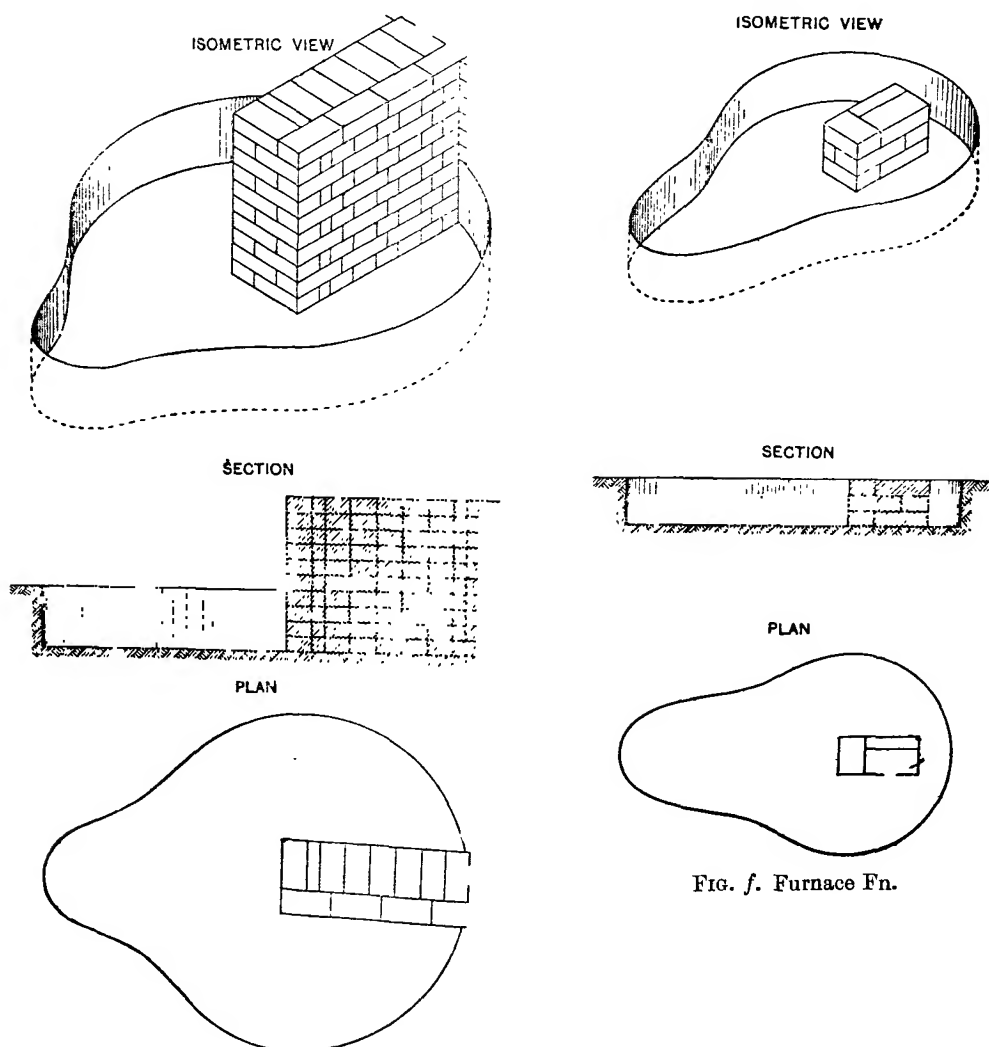 ISOMETRIC VIEW
SECTION
PLAN
ISOMETRIC VIEW
SECTION
PLAN
FIG. f. Furnace Fn.